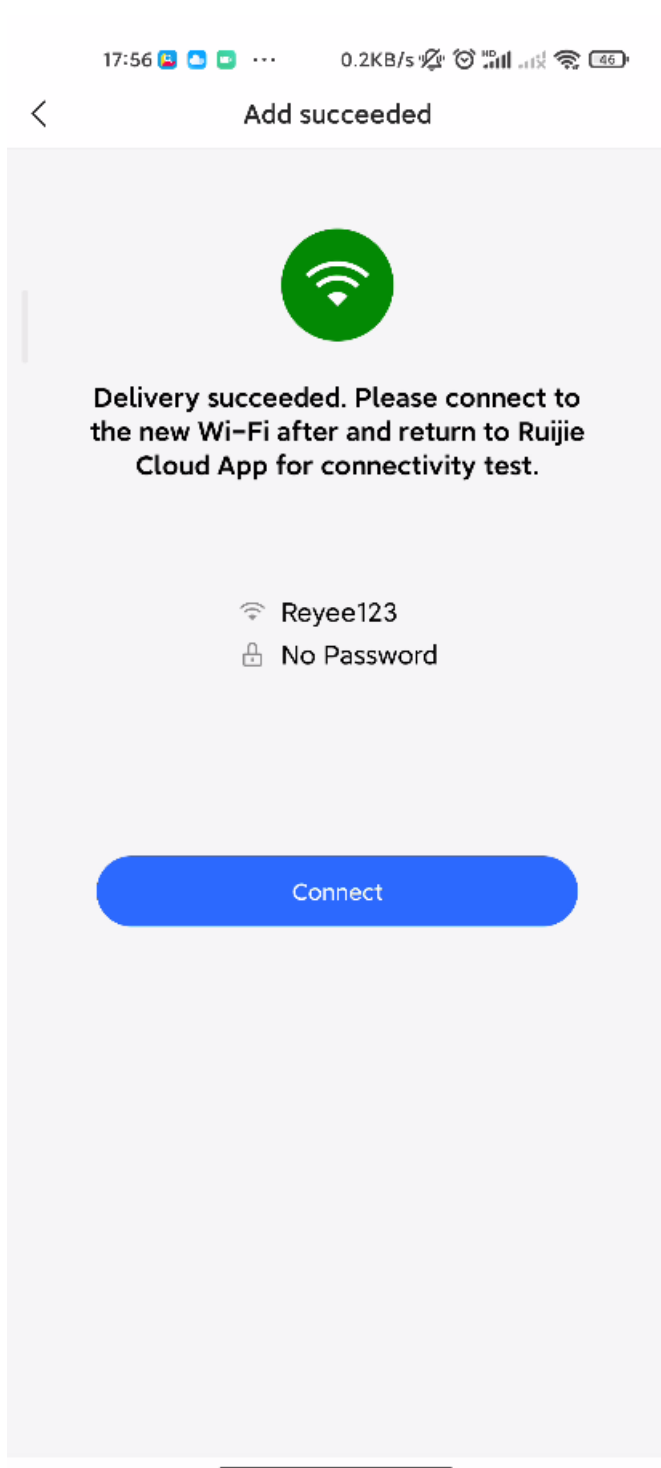 17:56 ... 0.2KB/s HD 46
Add succeeded
Delivery succeeded. Please connect to
the new Wi-Fi after and return to Ruijie
Cloud App for connectivity test.
Reyee123
No Password
Connect